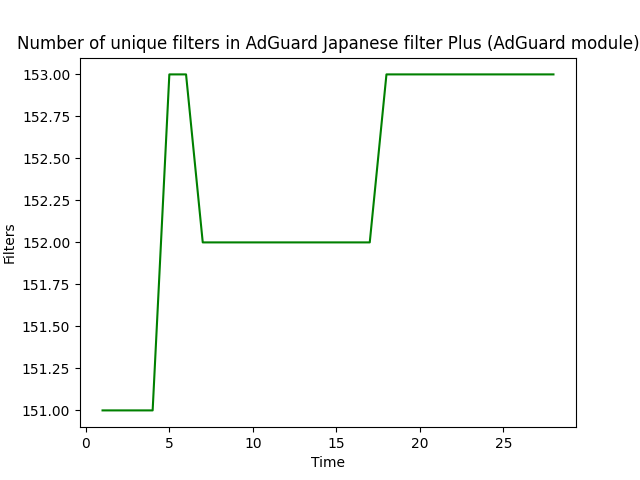 Number of unique filters in AdGuard Japanese filter Plus (AdGuard module)
153.00
152.75
152.50
152.25
152.00
151.75
151.50
151.25
151.00
Filters
0 5 10 15 20 25
Time